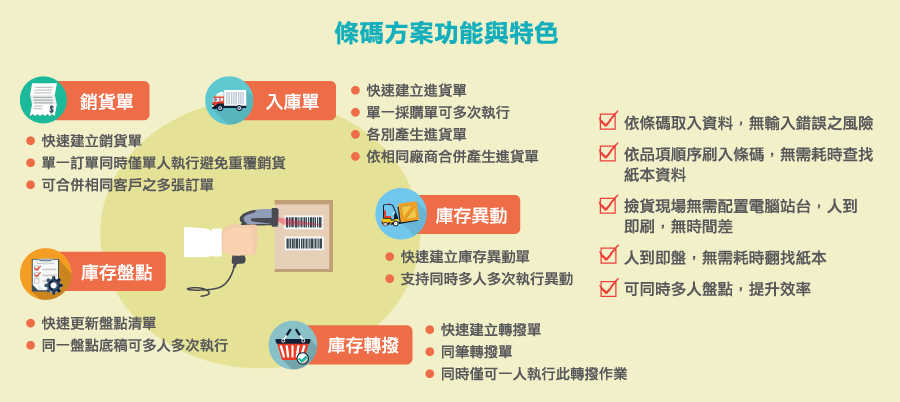 條碼方案功能與特色
銷貨單
快速建立銷貨單
單一訂單同時僅單人執行避免重覆銷貨
可合併相同客戶之多張訂單
入庫單
快速建立進貨單
單一採購單可多次執行
各別產生進貨單
依相同廠商合併產生進貨單
庫存異動
快速建立庫存異動單
支持同時多人多次執行異動
庫存盤點
快速更新盤點清單
同一盤點底稿可多人多次執行
庫存轉撥
快速建立轉撥單
同筆轉撥單
同時僅可一人執行此轉撥作業
依條碼取入資料，無輸入錯誤之風險
依品項順序刷入條碼，無需耗時查找
紙本資料
撿貨現場無需配置電腦站台，人到
即刷，無時間差
人到即盤，無需耗時翻找紙本
可同時多人盤點，提升效率